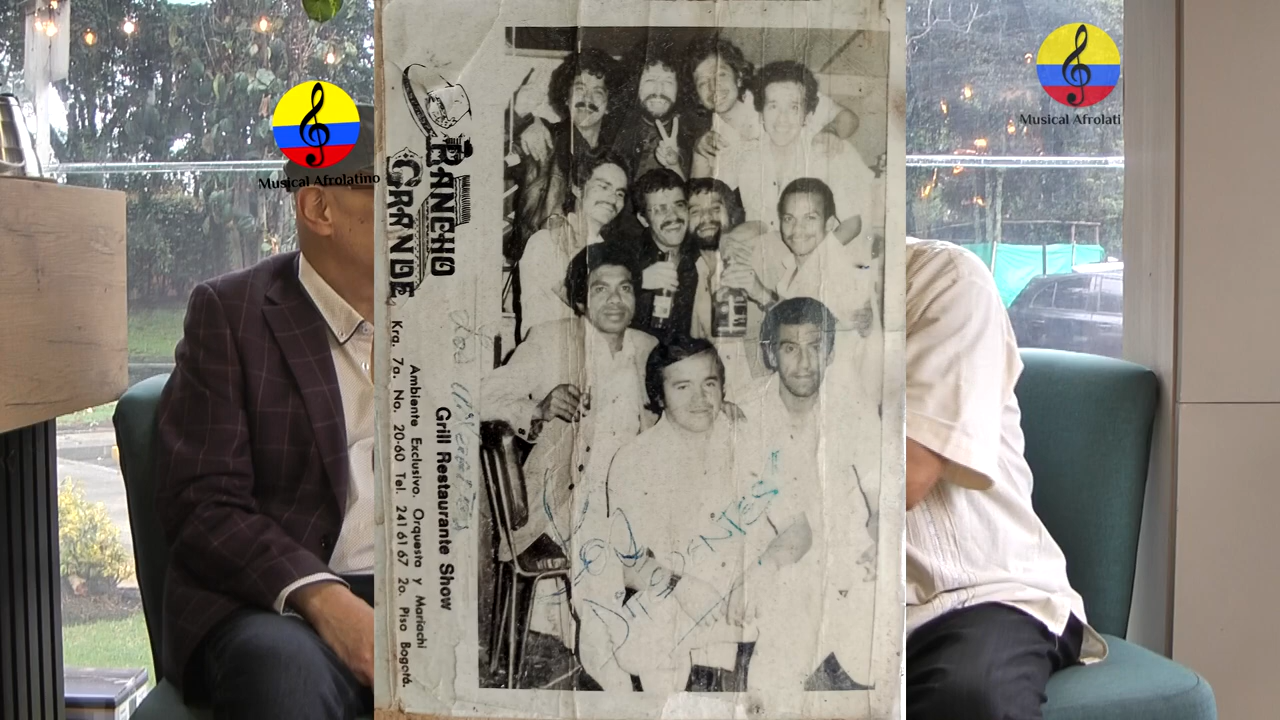 Musical Afrolatino
Musical Afrolati
RANCHO
GRANDE
Grill Restaurante Show
Ambiente Exclusivo. Orquesta y Mariachi
Kra. 7a. No. 20-60 Tel. 241 61 67 2o. Piso Bogotá.
LOS